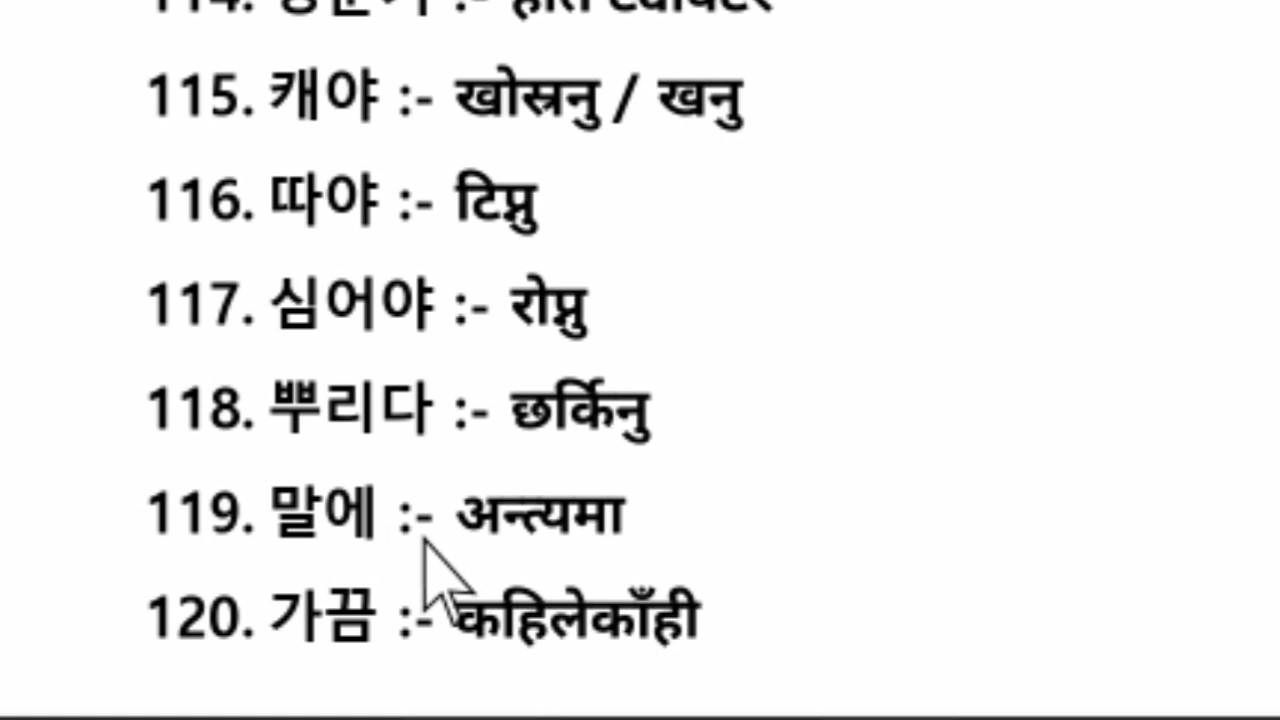 115. 캐야 :- खोस्रनु / खनु
116. 따야 :- टिप्नु
117. 심어야 :- रोप्नु
118. 뿌리다 :- छर्किनु
119. 말에 :- अन्त्यमा
120. 가끔 :- कहिलेकाँही